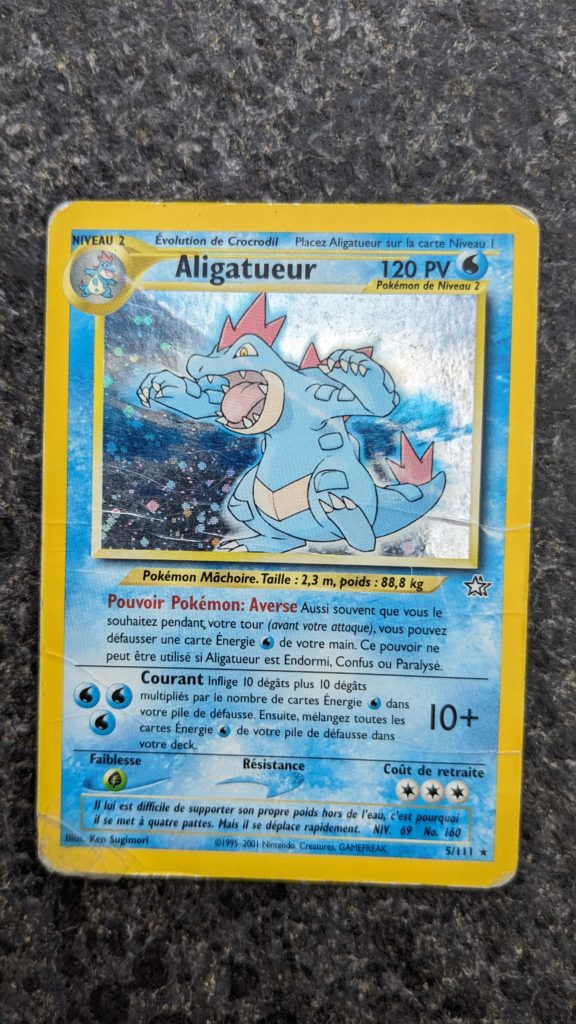 NIVEAU 2 Évolution de Crocrodil Placez Aligatueur sur la carte Niveau 1
Aligatueur 120 PV
Pokémon de Niveau 2
Pokémon Mâchoire. Taille : 2,3 m, poids : 88,8 kg
Pouvoir Pokémon: Averse Aussi souvent que vous le
souhaitez pendant votre tour (avant votre attaque), vous pouvez
défausser une carte Énergie de votre main. Ce pouvoir ne
peut être utilisé si Aligatueur est Endormi, Confus ou Paralysé.
Courant Inflige 10 dégâts plus 10 dégâts
multipliés par le nombre de cartes Énergie dans
votre pile de défausse. Ensuite, mélangez toutes les
cartes Énergie de votre pile de défausse dans
votre deck.
10+
Faiblesse Résistance Coût de retraite
Il lui est difficile de supporter son propre poids hors de l'eau, c'est pourquoi
il se met à quatre pattes. Mais il se déplace rapidement. NIV. 69 No. 160
Illus. Ken Sugimori ©1995-2001 Nintendo, Creatures, GAMEFREAK. 5/111 ★